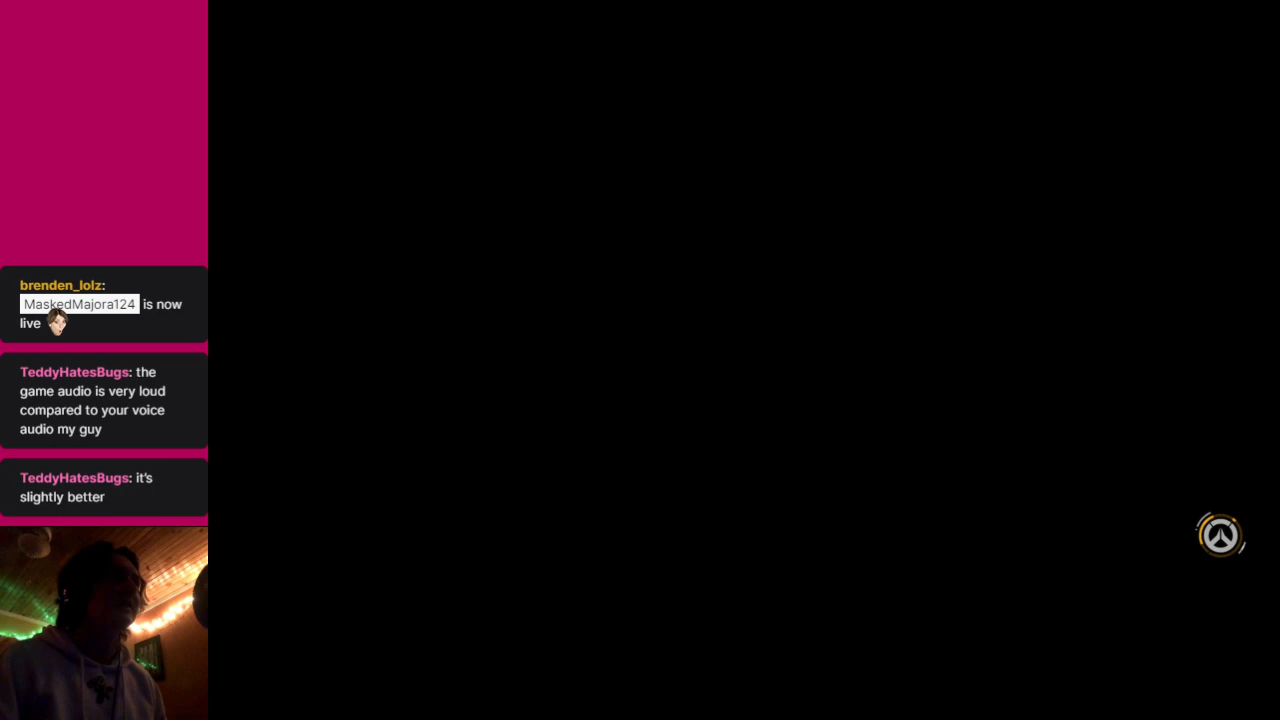 brenden_lolz:
MaskedMajora124 is now
live
TeddyHatesBugs: the
game audio is very loud
compared to your voice
audio my guy
TeddyHatesBugs: it's
slightly better